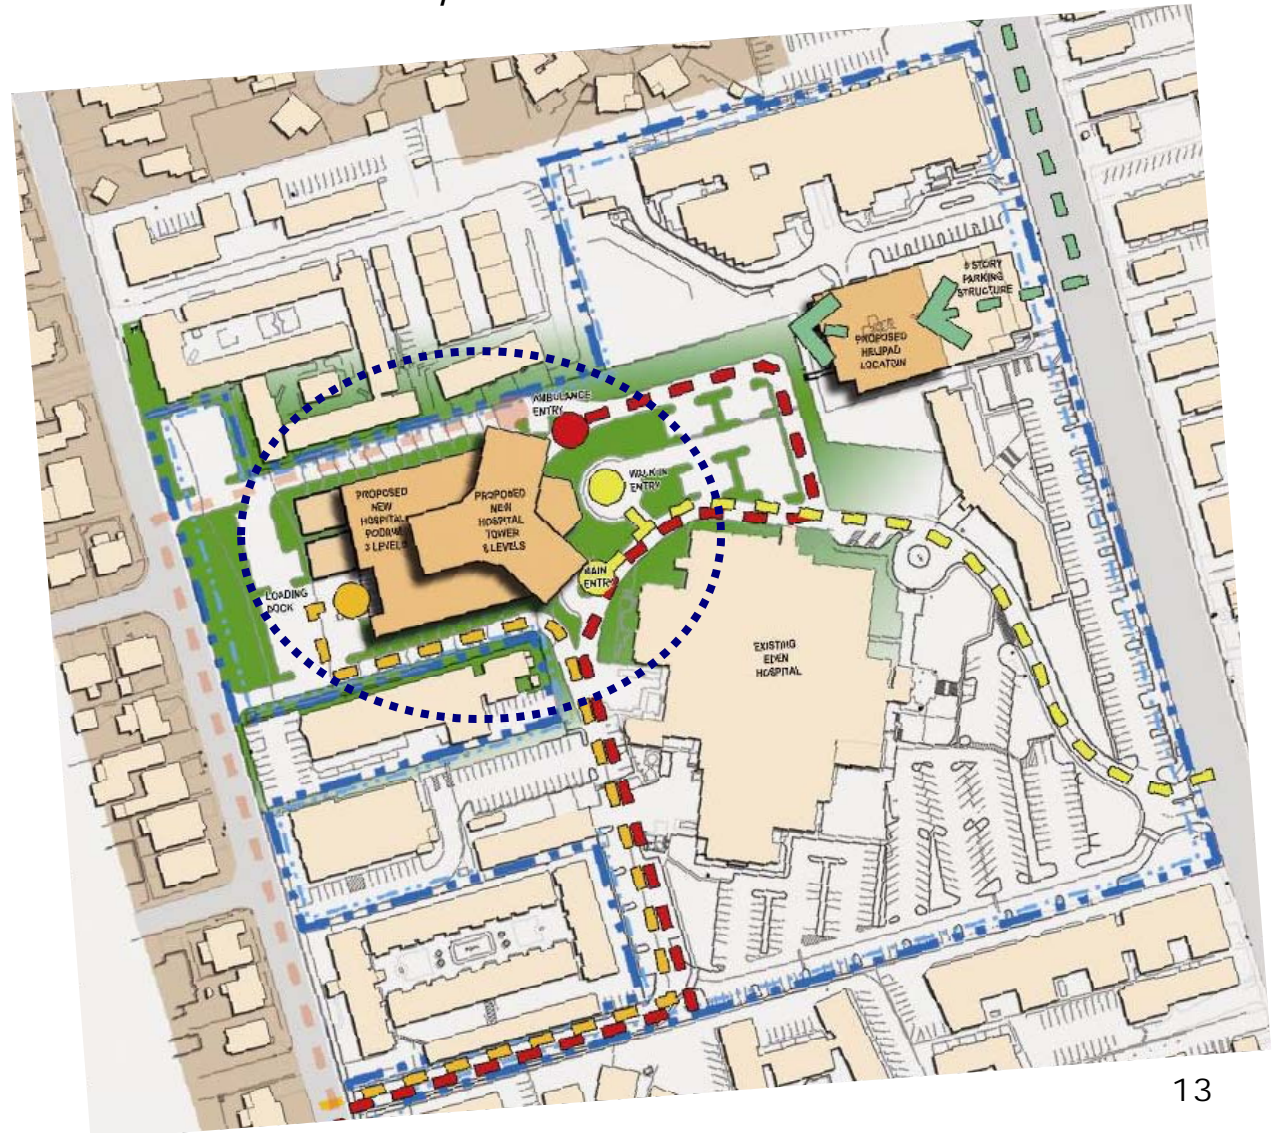 PARKING
STRUCTURE
PROPOSED
HELIPAD
LOCATION
AMBULANCE
ENTRY
WALK IN
ENTRY
PROPOSED
NEW
HOSPITAL
PODIUM
3 LEVELS
PROPOSED
NEW
HOSPITAL
TOWER
LEVELS
MAIN
ENTRY
LOADING
DOCK
EXISTING
EDEN
HOSPITAL
13